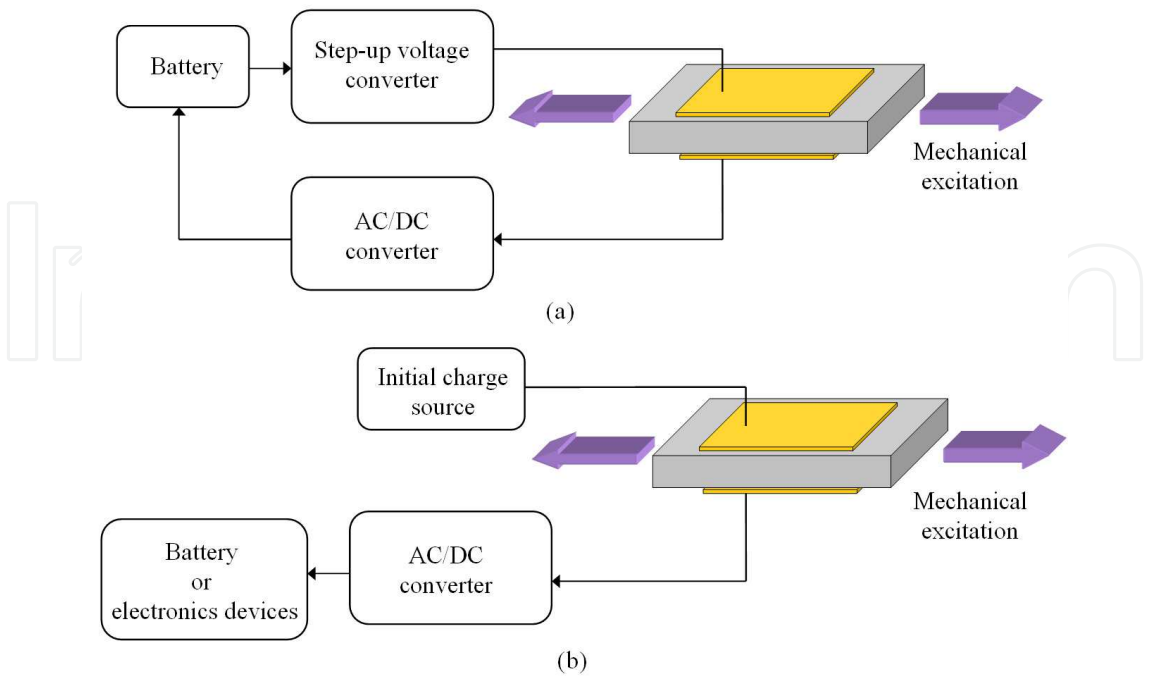 Battery
Step-up voltage
converter
Mechanical
excitation
AC/DC
converter
(a)
Initial charge
source
Mechanical
excitation
Battery
or
electronics devices
AC/DC
converter
(b)